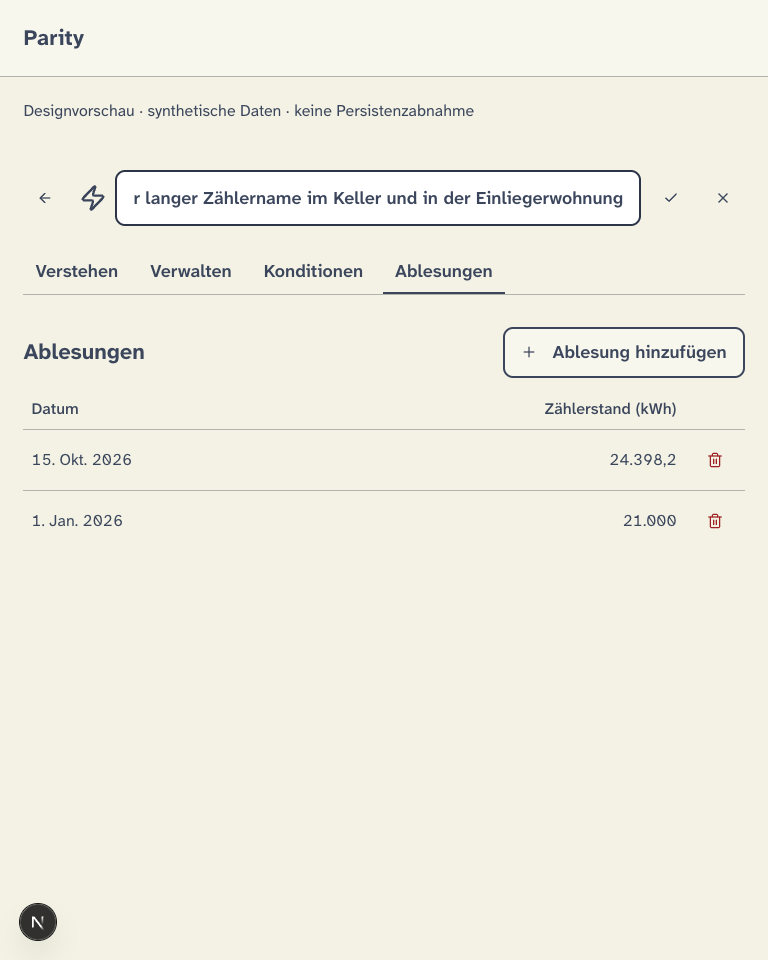 Parity
Designvorschau · synthetische Daten · keine Persistenzabnahme
r langer Zählername im Keller und in der Einliegerwohnung
Verstehen Verwalten Konditionen Ablesungen
Ablesungen
Ablesung hinzufügen
Datum Zählerstand (kWh)
15. Okt. 2026 24.398,2
1. Jan. 2026 21.000
N